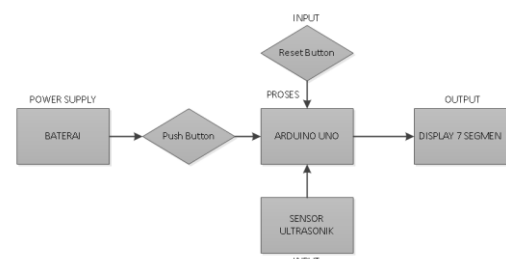 INPUT
Reset Button
POWER SUPPLY
PROSES
OUTPUT
BATERAI
Push Button
ARDUINO UNO
DISPLAY 7 SEGMEN
SENSOR
ULTRASONIK